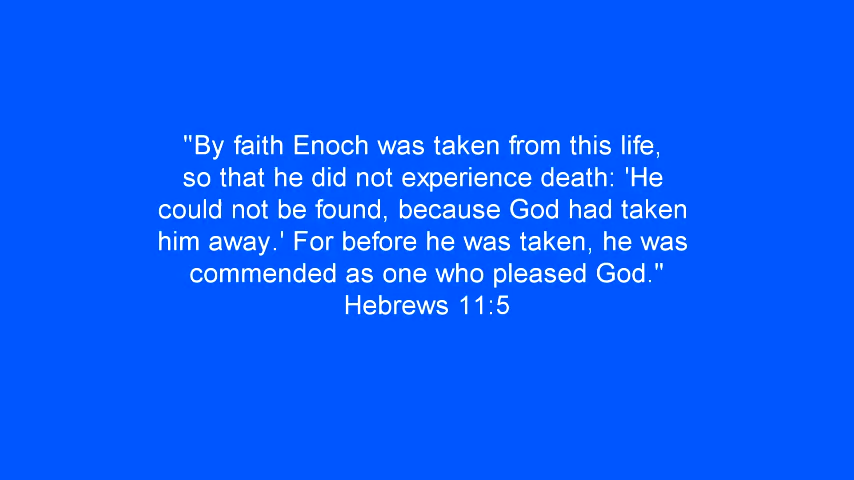 "By faith Enoch was taken from this life,
so that he did not experience death: 'He
could not be found, because God had taken
him away.' For before he was taken, he was
commended as one who pleased God."
Hebrews 11:5